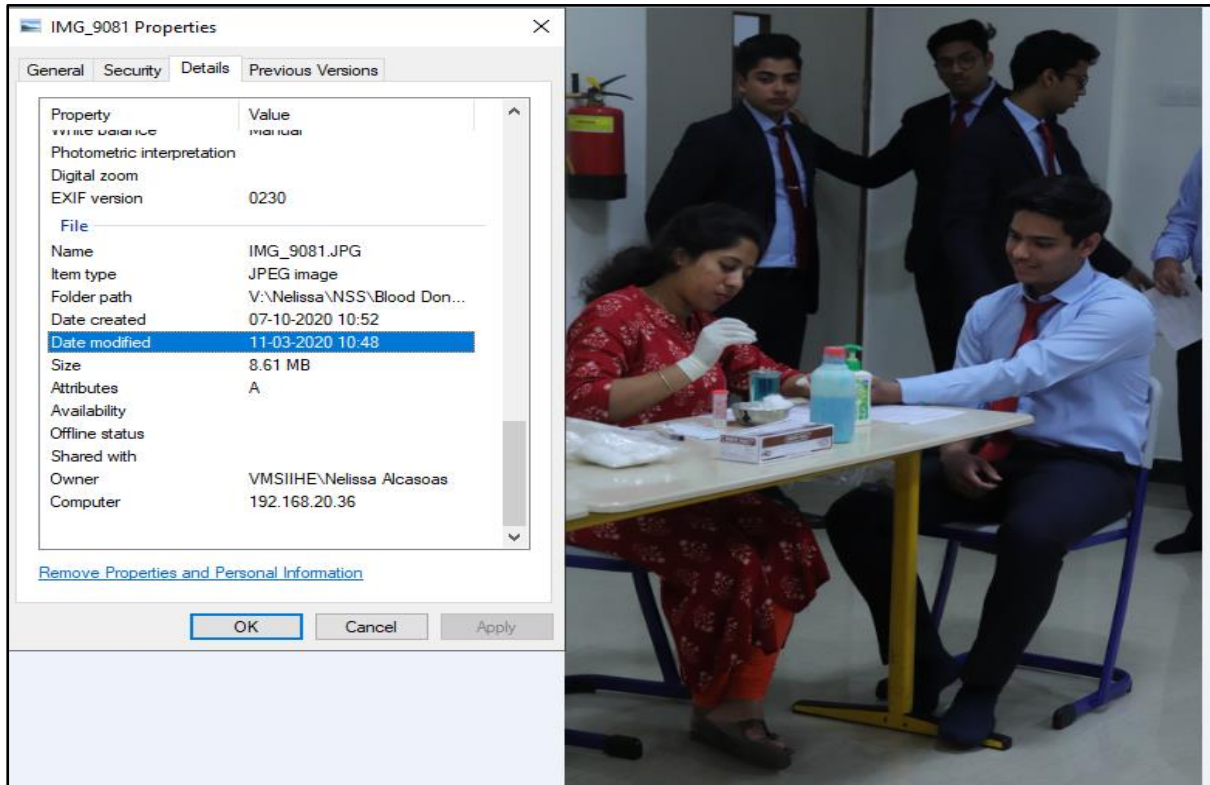 IMG_9081 Properties
General Security Details Previous Versions
Property Value
White balance Manual
Photometric interpretation
Digital zoom
EXIF version 0230
File
Name IMG_9081.JPG
Item type JPEG image
Folder path V:\Nelissa\NSS\Blood Don...
Date created 07-10-2020 10:52
Date modified 11-03-2020 10:48
Size 8.61 MB
Attributes A
Availability
Offline status
Shared with
Owner VMSIIHE\Nelissa Alcasoas
Computer 192.168.20.36
Remove Properties and Personal Information
OK Cancel Apply